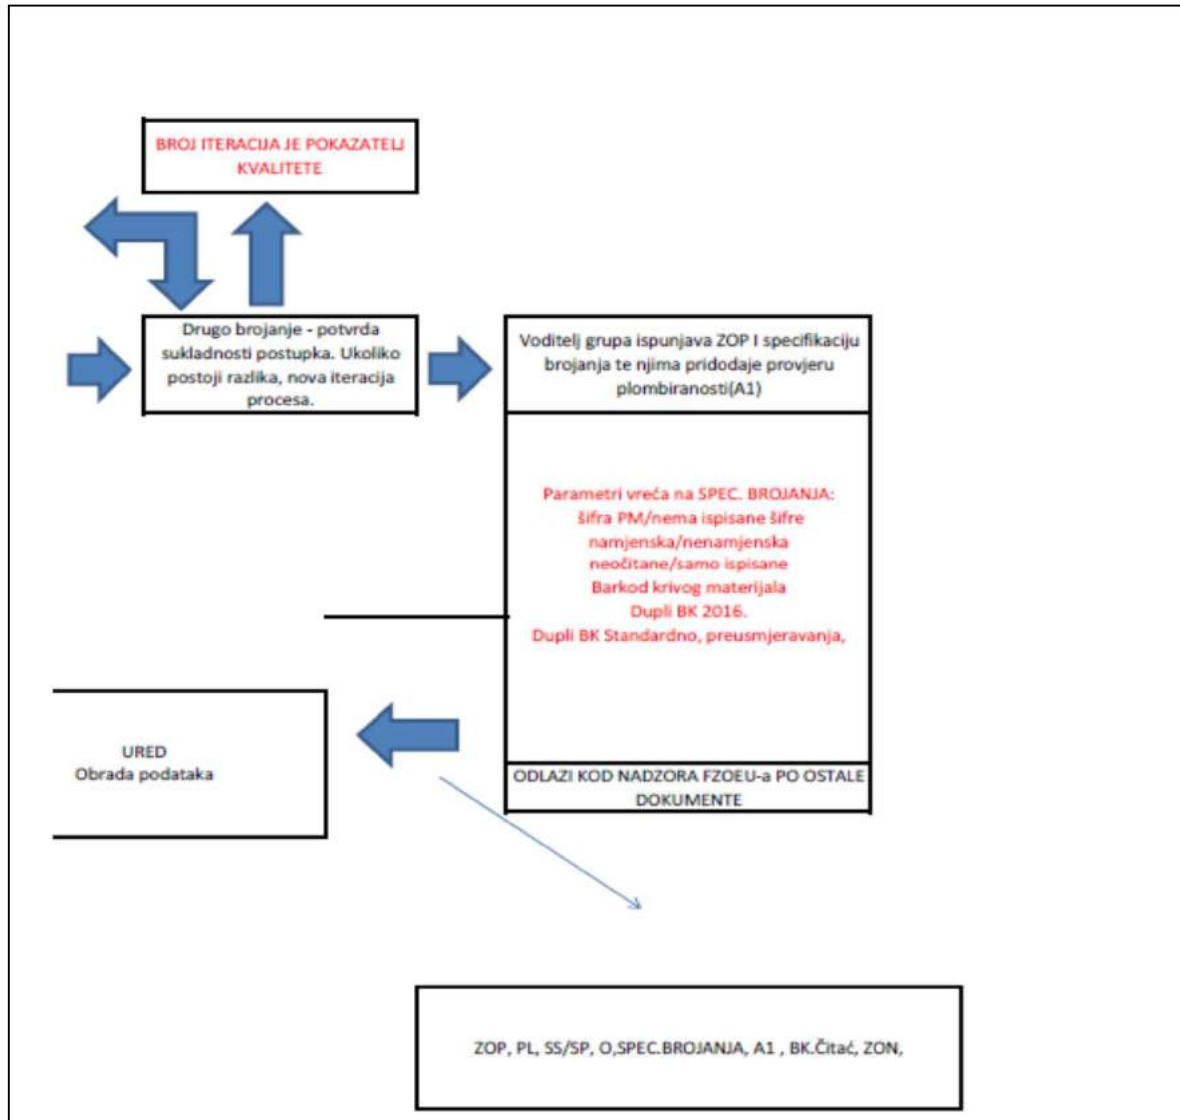 BROJ ITERACIJA JE POKAZATELJ
KVALITETE
Drugo brojanje - potvrda
sukladnosti postupka. Ukoliko
postoji razlika, nova iteracija
procesa.
Voditelj grupa ispunjava ZOP I specifikaciju
brojanja te njima pridodaje provjeru
plombiranosti(A1)
Parametri vreća na SPEC. BROJANJA:
šifra PM/nema ispisane šifre
namjenska/nenamjenska
neočitane/samo ispisane
Barkod krivog materijala
Dupli BK 2016.
Dupli BK Standardno, preusmjeravanja,
URED
Obrada podataka
ODLAZI KOD NADZORA FZOEU-a PO OSTALE
DOKUMENTE
ZOP, PL, SS/SP, O,SPEC.BROJANJA, A1 , BK.Čitać, ZON,